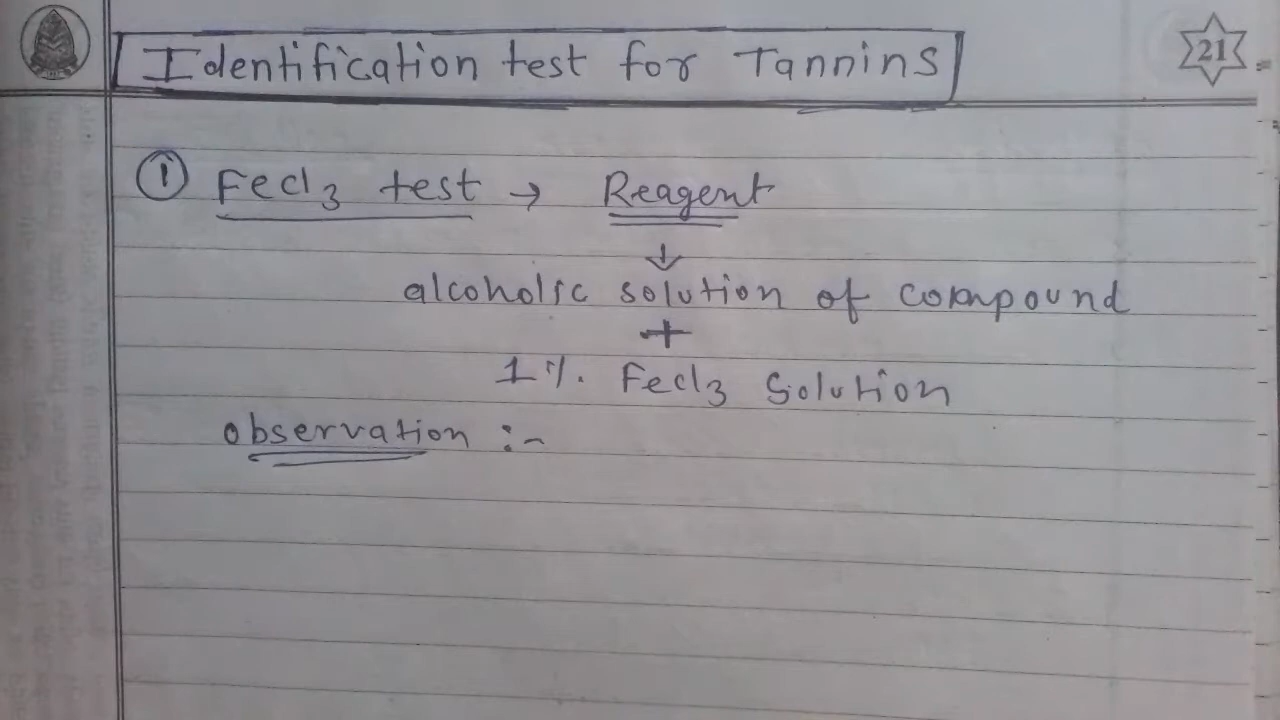 Identification test for Tannins
21
① FeCl3 test → Reagent
↓
alcoholic solution of compound
+
1%. FeCl3 Solution
observation :-